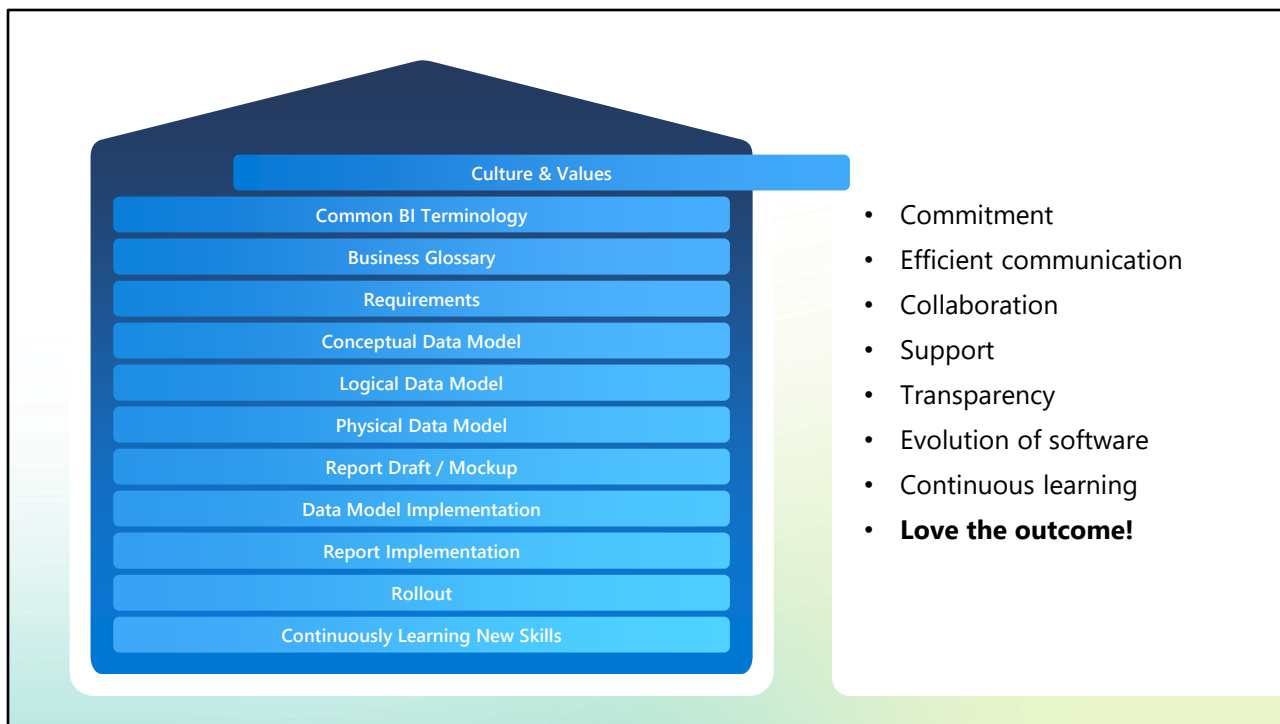 Culture & Values
Common BI Terminology
Business Glossary
Requirements
Conceptual Data Model
Logical Data Model
Physical Data Model
Report Draft / Mockup
Data Model Implementation
Report Implementation
Rollout
Continuously Learning New Skills
• Commitment
• Efficient communication
• Collaboration
• Support
• Transparency
• Evolution of software
• Continuous learning
• Love the outcome!